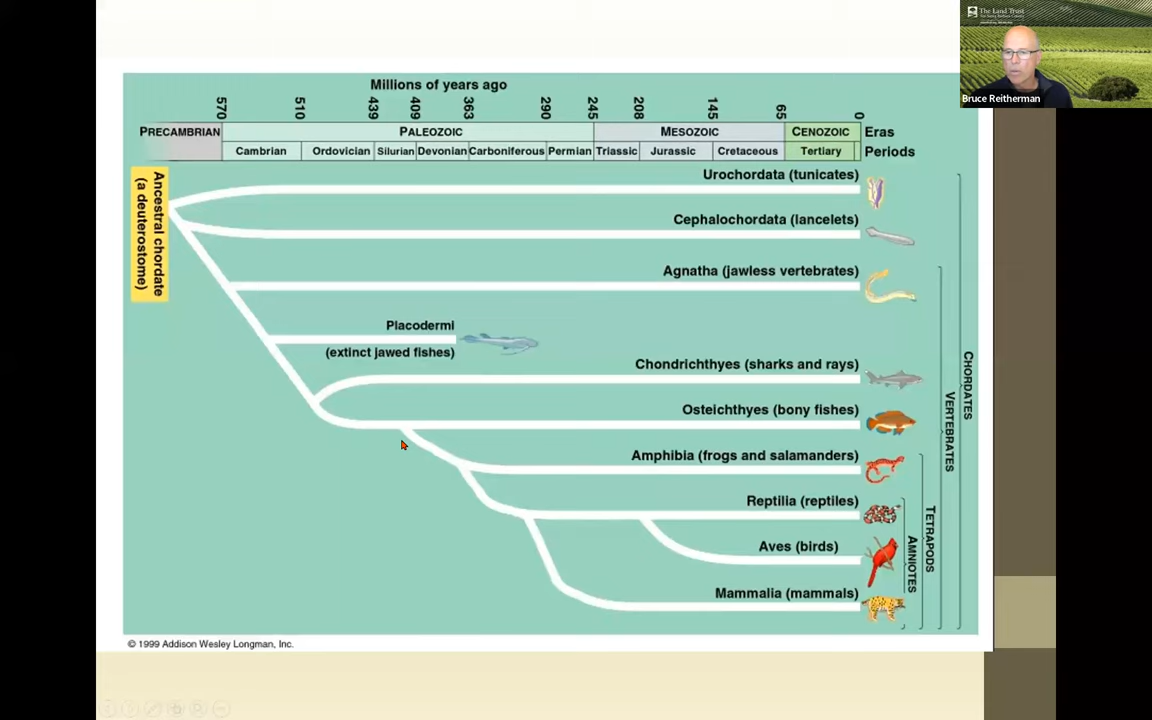 The Land Trust
Bruce Reitherman
Millions of years ago
570
510
439
409
363
290
245
208
145
65
0
PRECAMBRIAN
PALEOZOIC
MESOZOIC
CENOZOIC
Eras
Cambrian
Ordovician
Silurian
Devonian
Carboniferous
Permian
Triassic
Jurassic
Cretaceous
Tertiary
Periods
Ancestral chordate
(a deuterostome)
Urochordata (tunicates)
Cephalochordata (lancelets)
Agnatha (jawless vertebrates)
Placodermi
(extinct jawed fishes)
Chondrichthyes (sharks and rays)
Osteichthyes (bony fishes)
Amphibia (frogs and salamanders)
Reptilia (reptiles)
Aves (birds)
Mammalia (mammals)
CHORDATES
VERTEBRATES
TETRAPODS
AMNIOTES
© 1999 Addison Wesley Longman, Inc.